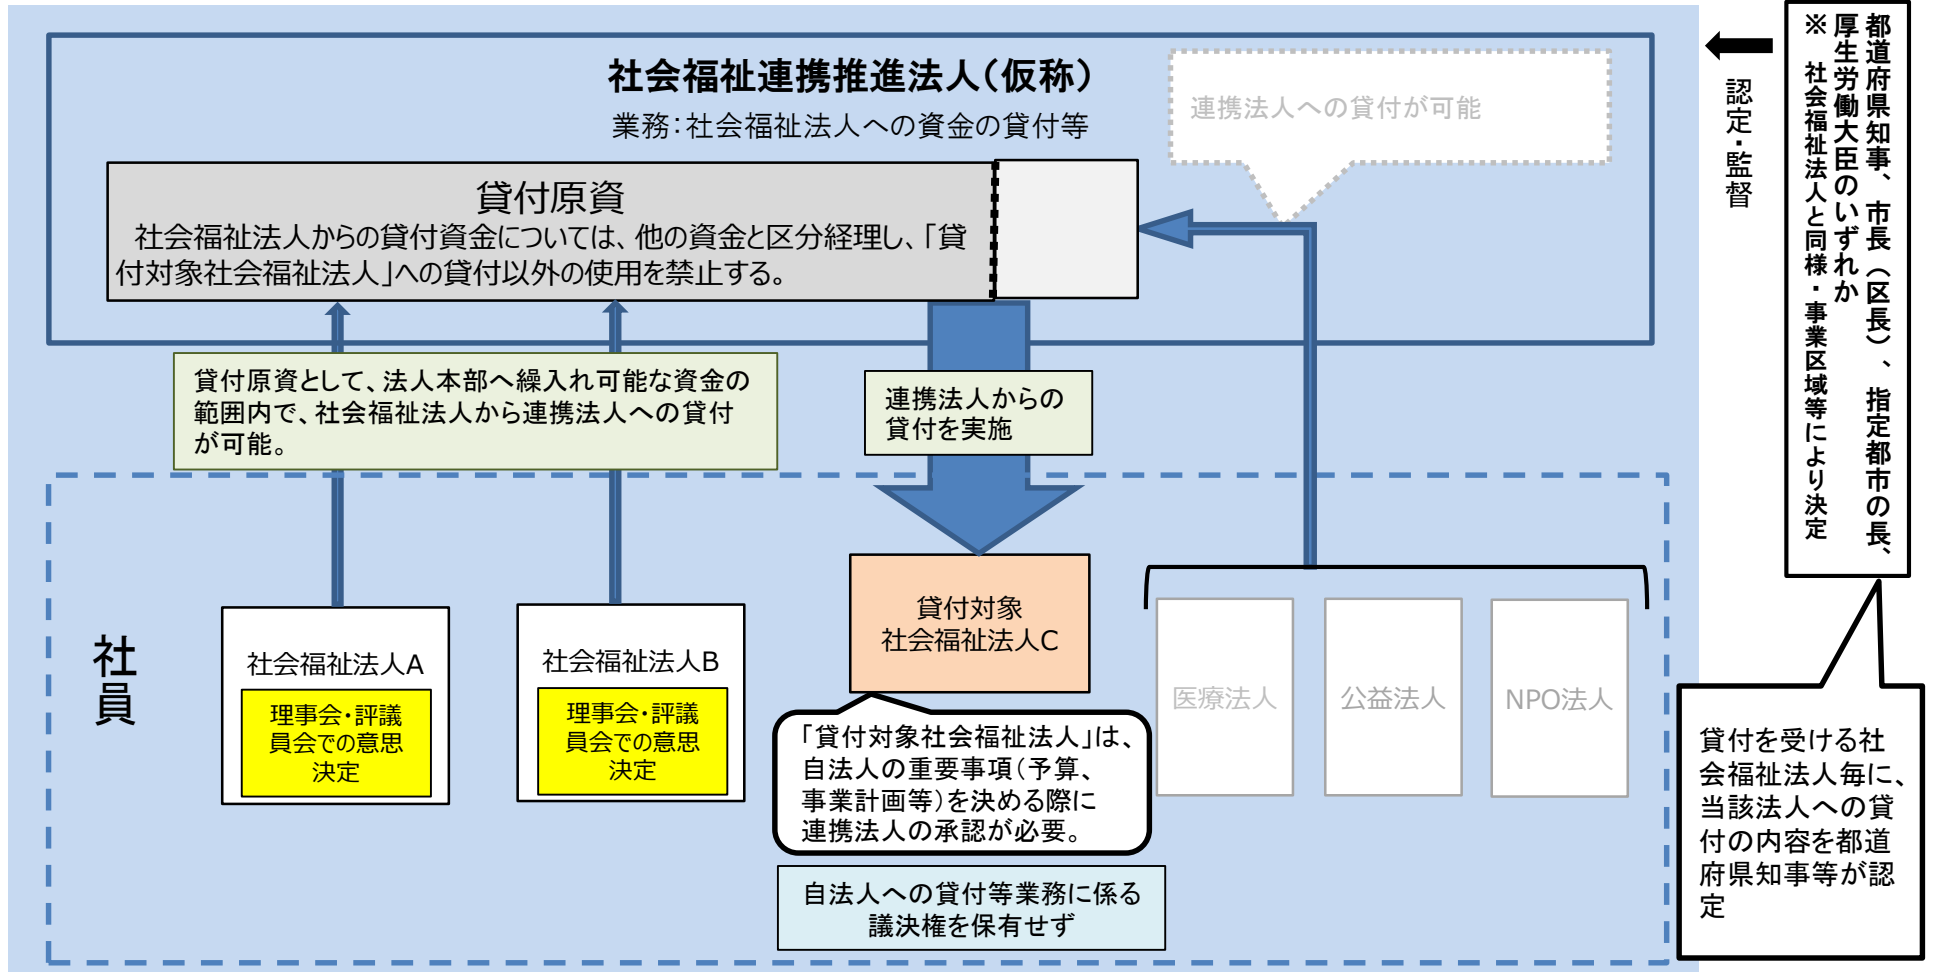 社会福祉連携推進法人（仮称）
業務：社会福祉法人への資金の貸付等
連携法人への貸付が可能
貸付原資
社会福祉法人からの貸付資金については、他の資金と区分経理し、「貸
付対象社会福祉法人」への貸付以外の使用を禁止する。
貸付原資として、法人本部へ繰入れ可能な資金の
範囲内で、社会福祉法人から連携法人への貸付
が可能。
連携法人からの
貸付を実施
認定・監督
都道府県知事、市長（区長）、指定都市の長、
厚生労働大臣のいずれか
※　社会福祉法人と同様・事業区域等により決定
社員
社会福祉法人A
理事会・評議
員会での意思
決定
社会福祉法人B
理事会・評議
員会での意思
決定
貸付対象
社会福祉法人C
「貸付対象社会福祉法人」は、
自法人の重要事項（予算、
事業計画等）を決める際に
連携法人の承認が必要。
自法人への貸付等業務に係る
議決権を保有せず
医療法人
公益法人
NPO法人
貸付を受ける社
会福祉法人毎に、
当該法人への貸
付の内容を都道
府県知事等が認
定